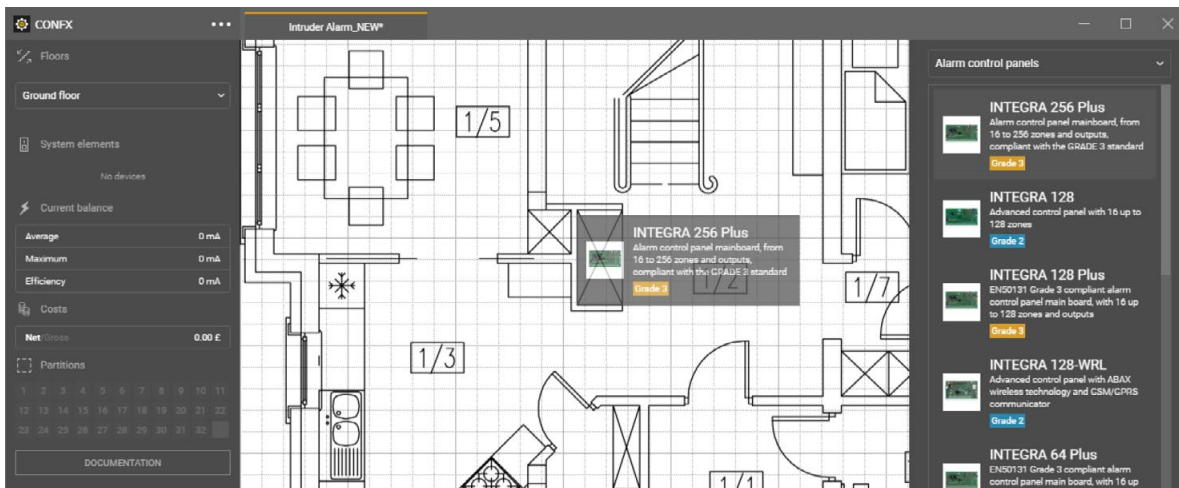 CONFX
Intruder Alarm_NEW*
Floors
Ground floor
System elements
No devices
Current balance
Average 0 mA
Maximum 0 mA
Efficiency 0 mA
Costs
Net/Gross 0.00 £
Partitions
1 2 3 4 5 6 7 8 9 10 11
12 13 14 15 16 17 18 19 20 21 22
23 24 25 26 27 28 29 30 31 32
DOCUMENTATION
1/5
INTEGRA 256 Plus
Alarm control panel mainboard, from
16 to 256 zones and outputs,
compliant with the GRADE 3 standard
Grade 3
1/2
1/7
1/3
1/1
Alarm control panels
INTEGRA 256 Plus
Alarm control panel mainboard, from
16 to 256 zones and outputs,
compliant with the GRADE 3 standard
Grade 3
INTEGRA 128
Advanced control panel with 16 up to
128 zones
Grade 2
INTEGRA 128 Plus
EN50131 Grade 3 compliant alarm
control panel main board, with 16 up
to 128 zones and outputs
Grade 3
INTEGRA 128-WRL
Advanced control panel with ABAX
wireless technology and GSM/GPRS
communicator
Grade 2
INTEGRA 64 Plus
EN50131 Grade 3 compliant alarm
control panel main board, with 16 up